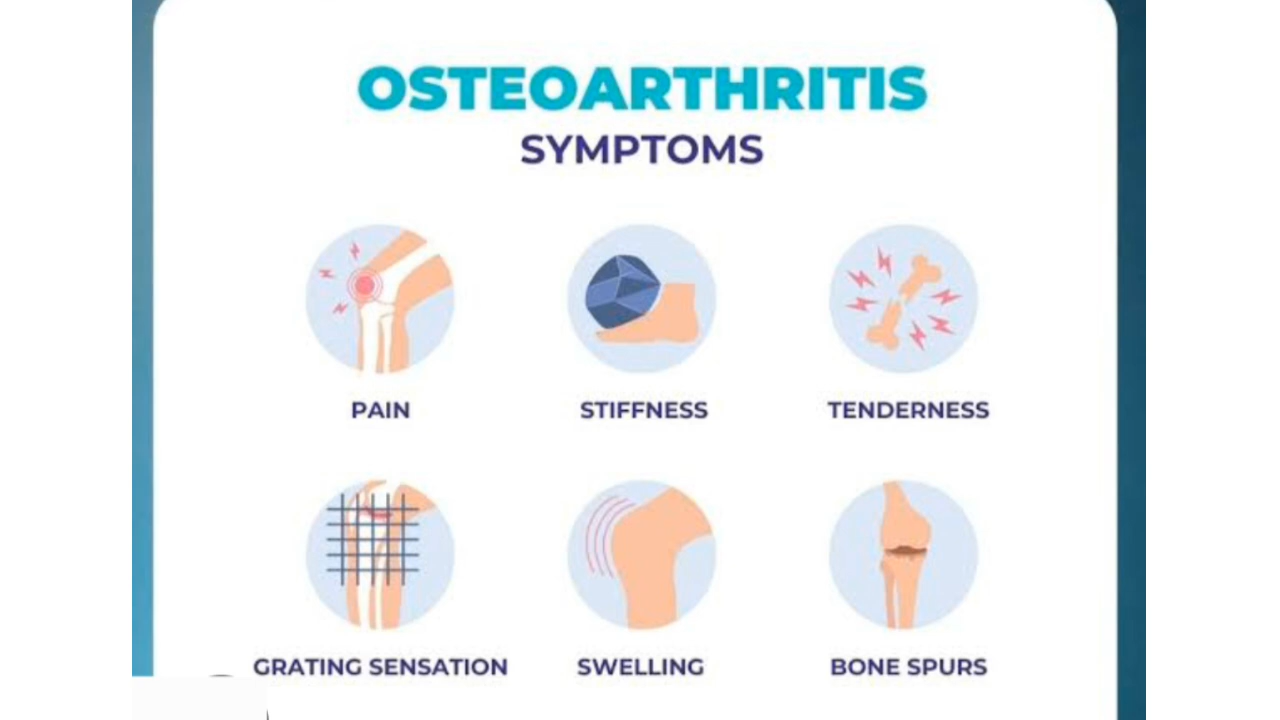 OSTEOARTHRITIS
SYMPTOMS
PAIN
STIFFNESS
TENDERNESS
GRATING SENSATION
SWELLING
BONE SPURS